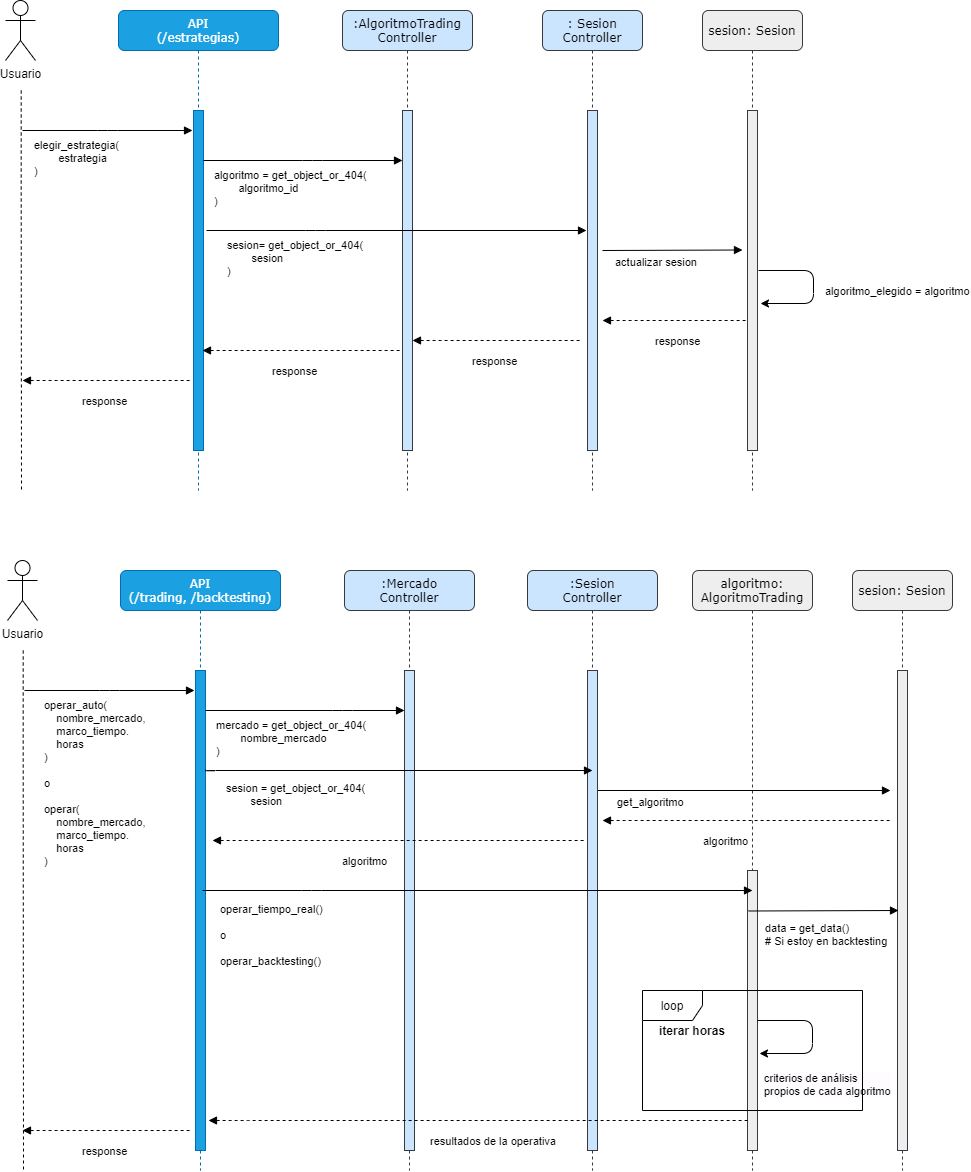 API
(/estrategias)
:AlgoritmoTrading
Controller
: Sesion
Controller
sesion: Sesion
Usuario
elegir_estrategia(
estrategia
)
algoritmo = get_object_or_404(
algoritmo_id
)
sesion= get_object_or_404(
sesion
)
actualizar sesion
algoritmo_elegido = algoritmo
response
response
response
response
API
(/trading, /backtesting)
:Mercado
Controller
:Sesion
Controller
algoritmo:
AlgoritmoTrading
sesion: Sesion
Usuario
operar_auto(
nombre_mercado,
marco_tiempo.
horas
)
o
operar(
nombre_mercado,
marco_tiempo.
horas
)
mercado = get_object_or_404(
nombre_mercado
)
sesion = get_object_or_404(
sesion
get_algoritmo
algoritmo
algoritmo
operar_tiempo_real()
o
operar_backtesting()
data = get_data()
# Si estoy en backtesting
loop
iterar horas
criterios de análisis
propios de cada algoritmo
resultados de la operativa
response